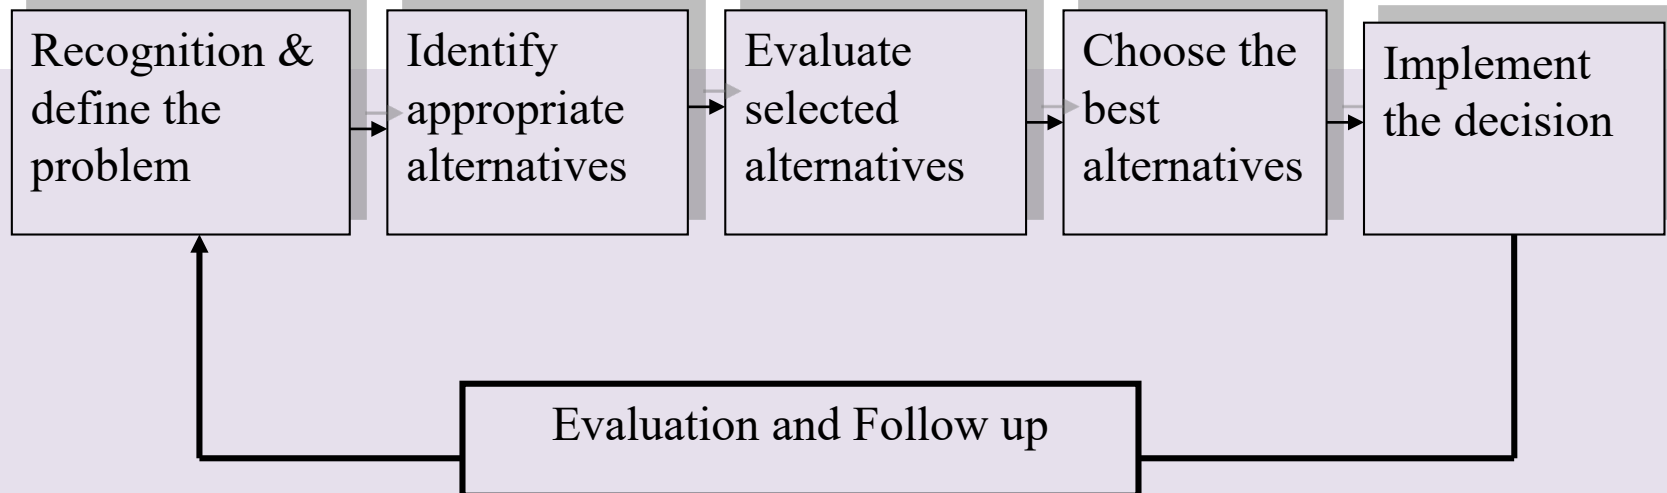 Recognition &
define the
problem
Identify
appropriate
alternatives
Evaluate
selected
alternatives
Choose the
best
alternatives
Implement
the decision
Evaluation and Follow up